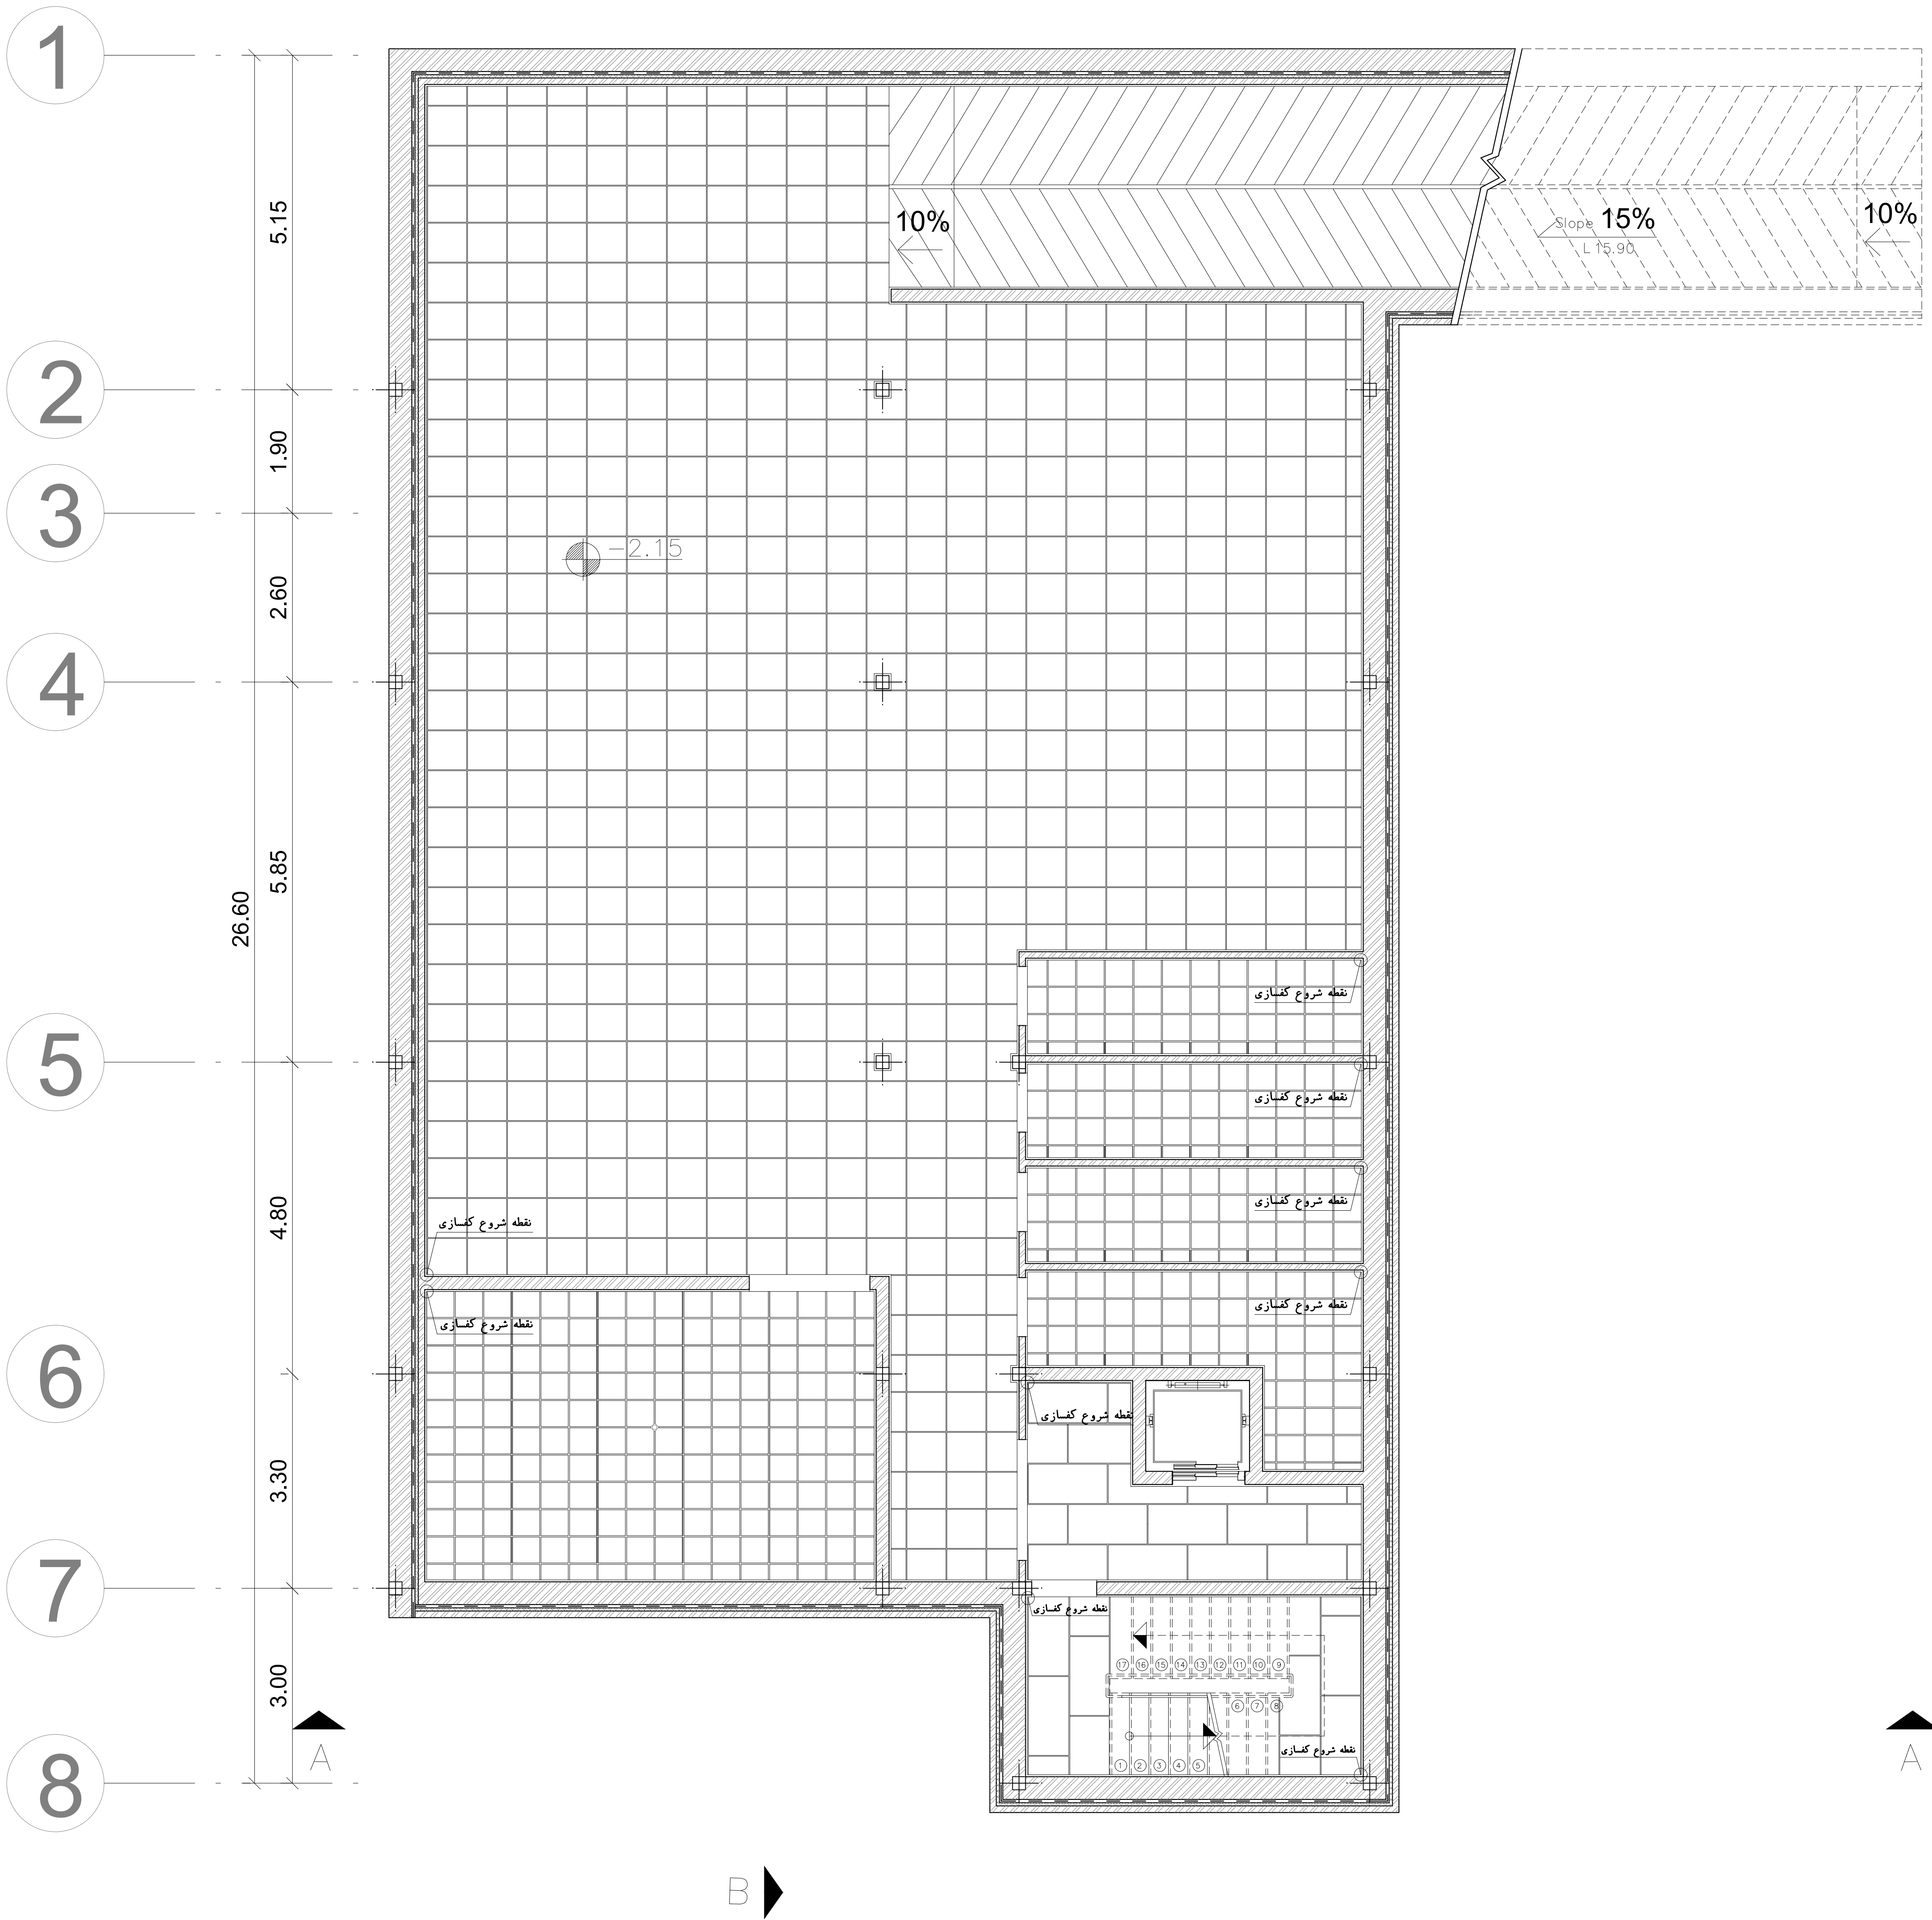 1
5.15
10%
Slope 15%
L 15.90
10%
2
1.90
3
-2.15
2.60
4
5.85
26.60
نقطه شروع کفسازی
5
نقطه شروع کفسازی
4.80
نقطه شروع کفسازی
نقطه شروع کفسازی
نقطه شروع کفسازی
نقطه شروع کفسازی
6
نقطه شروع کفسازی
3.30
7
نقطه شروع کفسازی
17 16 15 14 13 12 11 10 9
3.00
6 7 8
نقطه شروع کفسازی
1 2 3 4 5
A
A
8
B